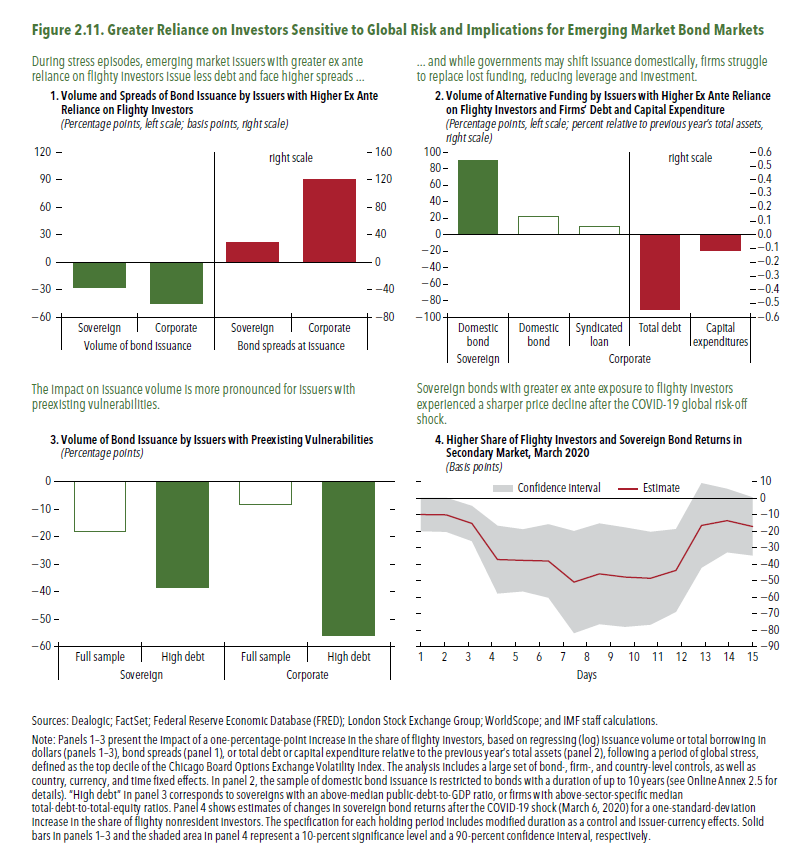 Figure 2.11. Greater Reliance on Investors Sensitive to Global Risk and Implications for Emerging Market Bond Markets
During stress episodes, emerging market issuers with greater ex ante
reliance on flighty investors issue less debt and face higher spreads ...
1. Volume and Spreads of Bond Issuance by Issuers with Higher Ex Ante
Reliance on Flighty Investors
(Percentage points, left scale; basis points, right scale)
right scale
120
90
60
30
0
−30
−60
160
120
80
40
0
−40
−80
Sovereign
Corporate
Sovereign
Corporate
Volume of bond issuance
Bond spreads at issuance
... and while governments may shift issuance domestically, firms struggle
to replace lost funding, reducing leverage and investment.
2. Volume of Alternative Funding by Issuers with Higher Ex Ante Reliance
on Flighty Investors and Firms' Debt and Capital Expenditure
(Percentage points, left scale; percent relative to previous year's total assets,
right scale)
right scale
100
80
60
40
20
0
−20
−40
−60
−80
−100
0.6
0.5
0.4
0.3
0.2
0.1
0.0
−0.1
−0.2
−0.3
−0.4
−0.5
−0.6
Domestic
bond
Domestic
bond
Syndicated
loan
Total debt
Capital
expenditures
Sovereign
Corporate
The impact on issuance volume is more pronounced for issuers with
preexisting vulnerabilities.
3. Volume of Bond Issuance by Issuers with Preexisting Vulnerabilities
(Percentage points)
0
−10
−20
−30
−40
−50
−60
Full sample
High debt
Full sample
High debt
Sovereign
Corporate
Sovereign bonds with greater ex ante exposure to flighty investors
experienced a sharper price decline after the COVID-19 global risk-off
shock.
4. Higher Share of Flighty Investors and Sovereign Bond Returns in
Secondary Market, March 2020
(Basis points)
Confidence interval
Estimate
10
0
−10
−20
−30
−40
−50
−60
−70
−80
−90
1 2 3 4 5 6 7 8 9 10 11 12 13 14 15
Days
Sources: Dealogic; FactSet; Federal Reserve Economic Database (FRED); London Stock Exchange Group; WorldScope; and IMF staff calculations.
Note: Panels 1–3 present the impact of a one-percentage-point increase in the share of flighty investors, based on regressing (log) issuance volume or total borrowing in
dollars (panels 1–3), bond spreads (panel 1), or total debt or capital expenditure relative to the previous year's total assets (panel 2), following a period of global stress,
defined as the top decile of the Chicago Board Options Exchange Volatility Index. The analysis includes a large set of bond-, firm-, and country-level controls, as well as
country, currency, and time fixed effects. In panel 2, the sample of domestic bond issuance is restricted to bonds with a duration of up to 10 years (see Online Annex 2.5 for
details). "High debt" in panel 3 corresponds to sovereigns with an above-median public-debt-to-GDP ratio, or firms with above-sector-specific median
total-debt-to-total-equity ratios. Panel 4 shows estimates of changes in sovereign bond returns after the COVID-19 shock (March 6, 2020) for a one-standard-deviation
increase in the share of flighty nonresident investors. The specification for each holding period includes modified duration as a control and issuer-currency effects. Solid
bars in panels 1–3 and the shaded area in panel 4 represent a 10-percent significance level and a 90-percent confidence interval, respectively.